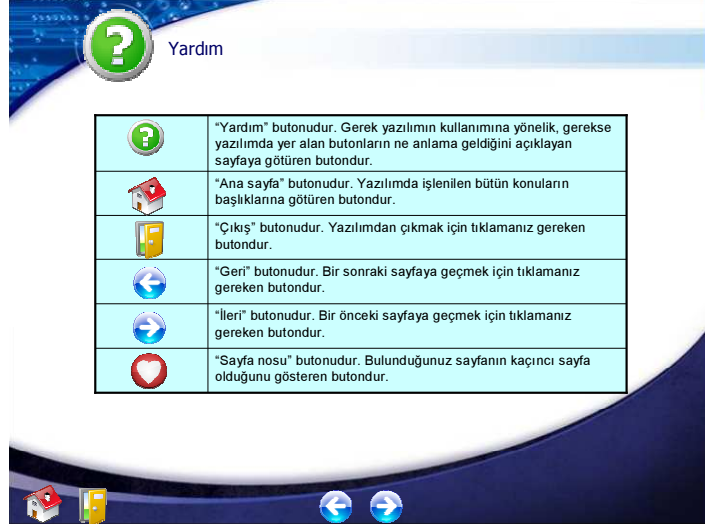 Yardım
“Yardım” butonudur. Gerek yazılımın kullanımına yönelik, gerekse
yazılımda yer alan butonların ne anlama geldiğini açıklayan
sayfaya götüren butondur.
“Ana sayfa” butonudur. Yazılımda işlenilen bütün konuların
başlıklarına götüren butondur.
“Çıkış” butonudur. Yazılımdan çıkmak için tıklamanız gereken
butondur.
“Geri” butonudur. Bir sonraki sayfaya geçmek için tıklamanız
gereken butondur.
“İleri” butonudur. Bir önceki sayfaya geçmek için tıklamanız
gereken butondur.
“Sayfa nosu” butonudur. Bulunduğunuz sayfanın kaçıncı sayfa
olduğunu gösteren butondur.